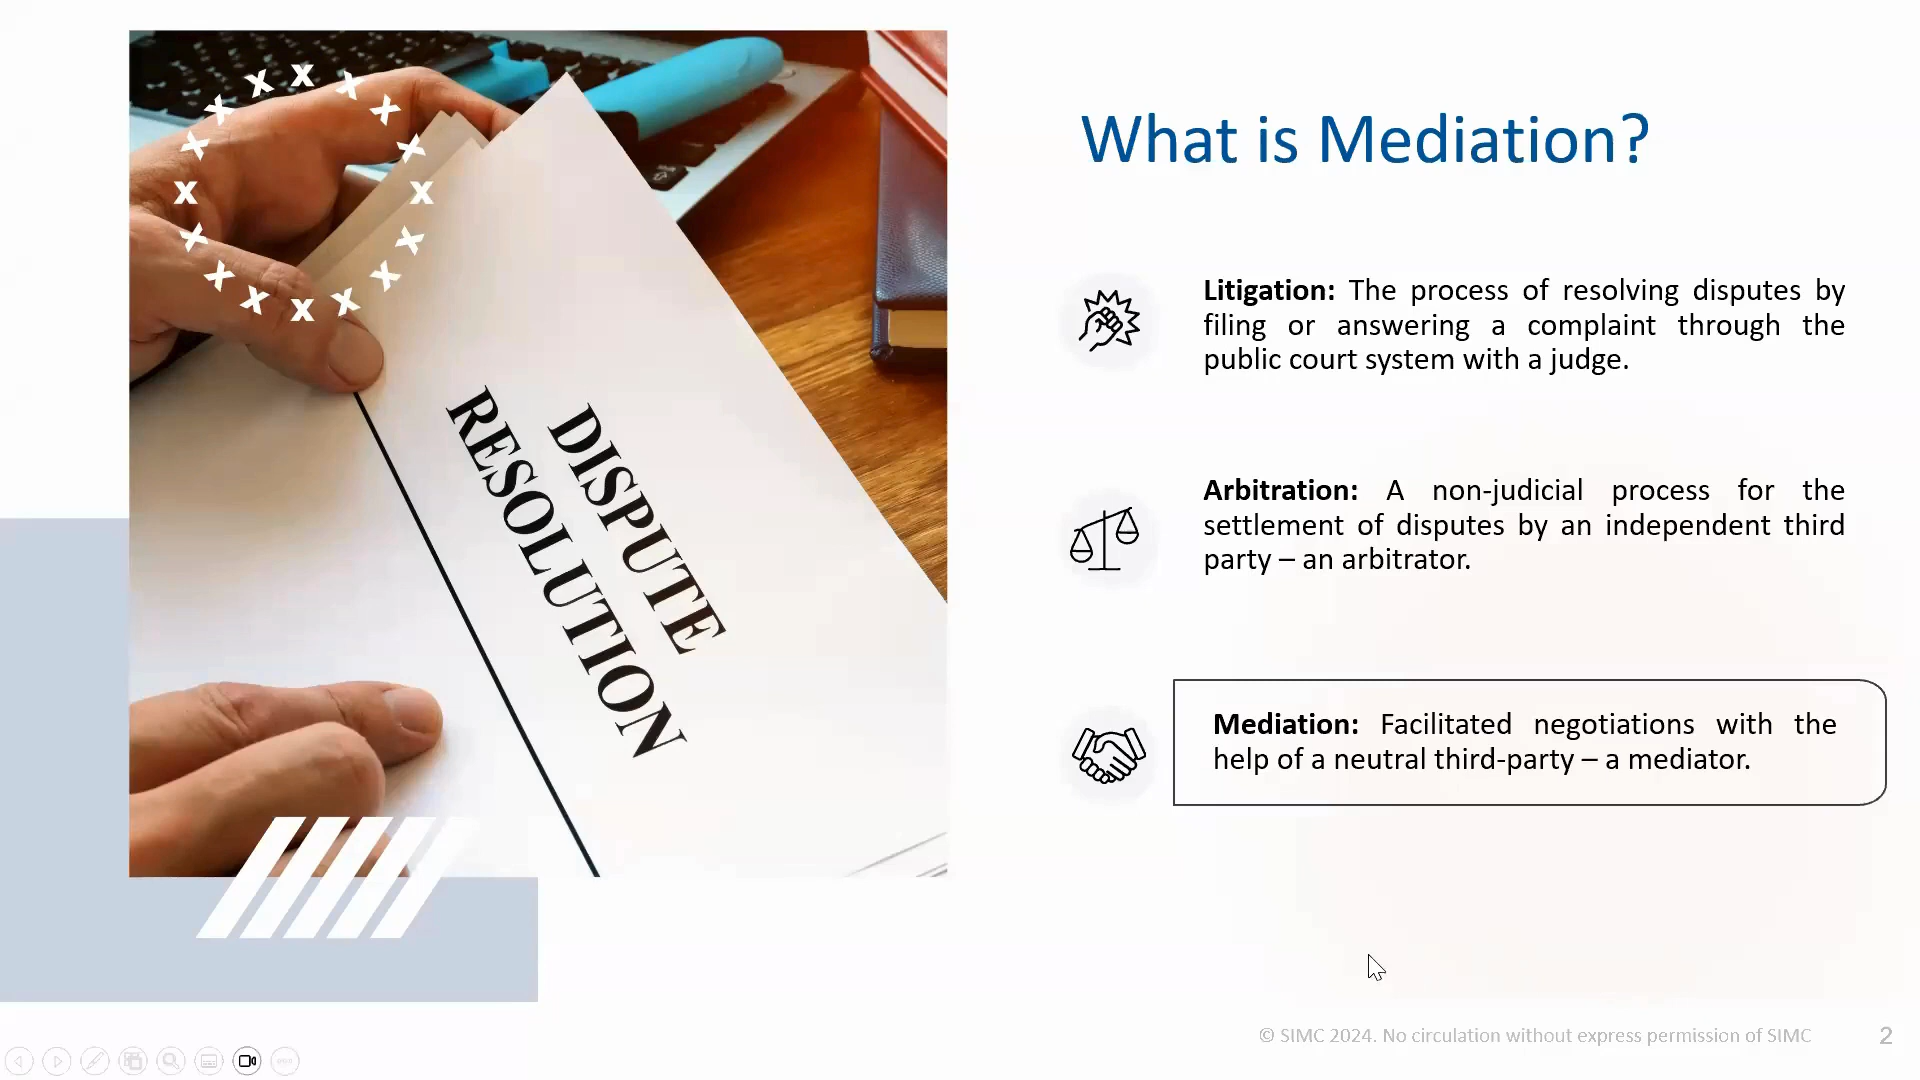 DISPUTE
RESOLUTION
What is Mediation?
Litigation: The process of resolving disputes by
filing or answering a complaint through the
public court system with a judge.
Arbitration: A non-judicial process for the
settlement of disputes by an independent third
party – an arbitrator.
Mediation: Facilitated negotiations with the
help of a neutral third-party – a mediator.
© SIMC 2024. No circulation without express permission of SIMC
2